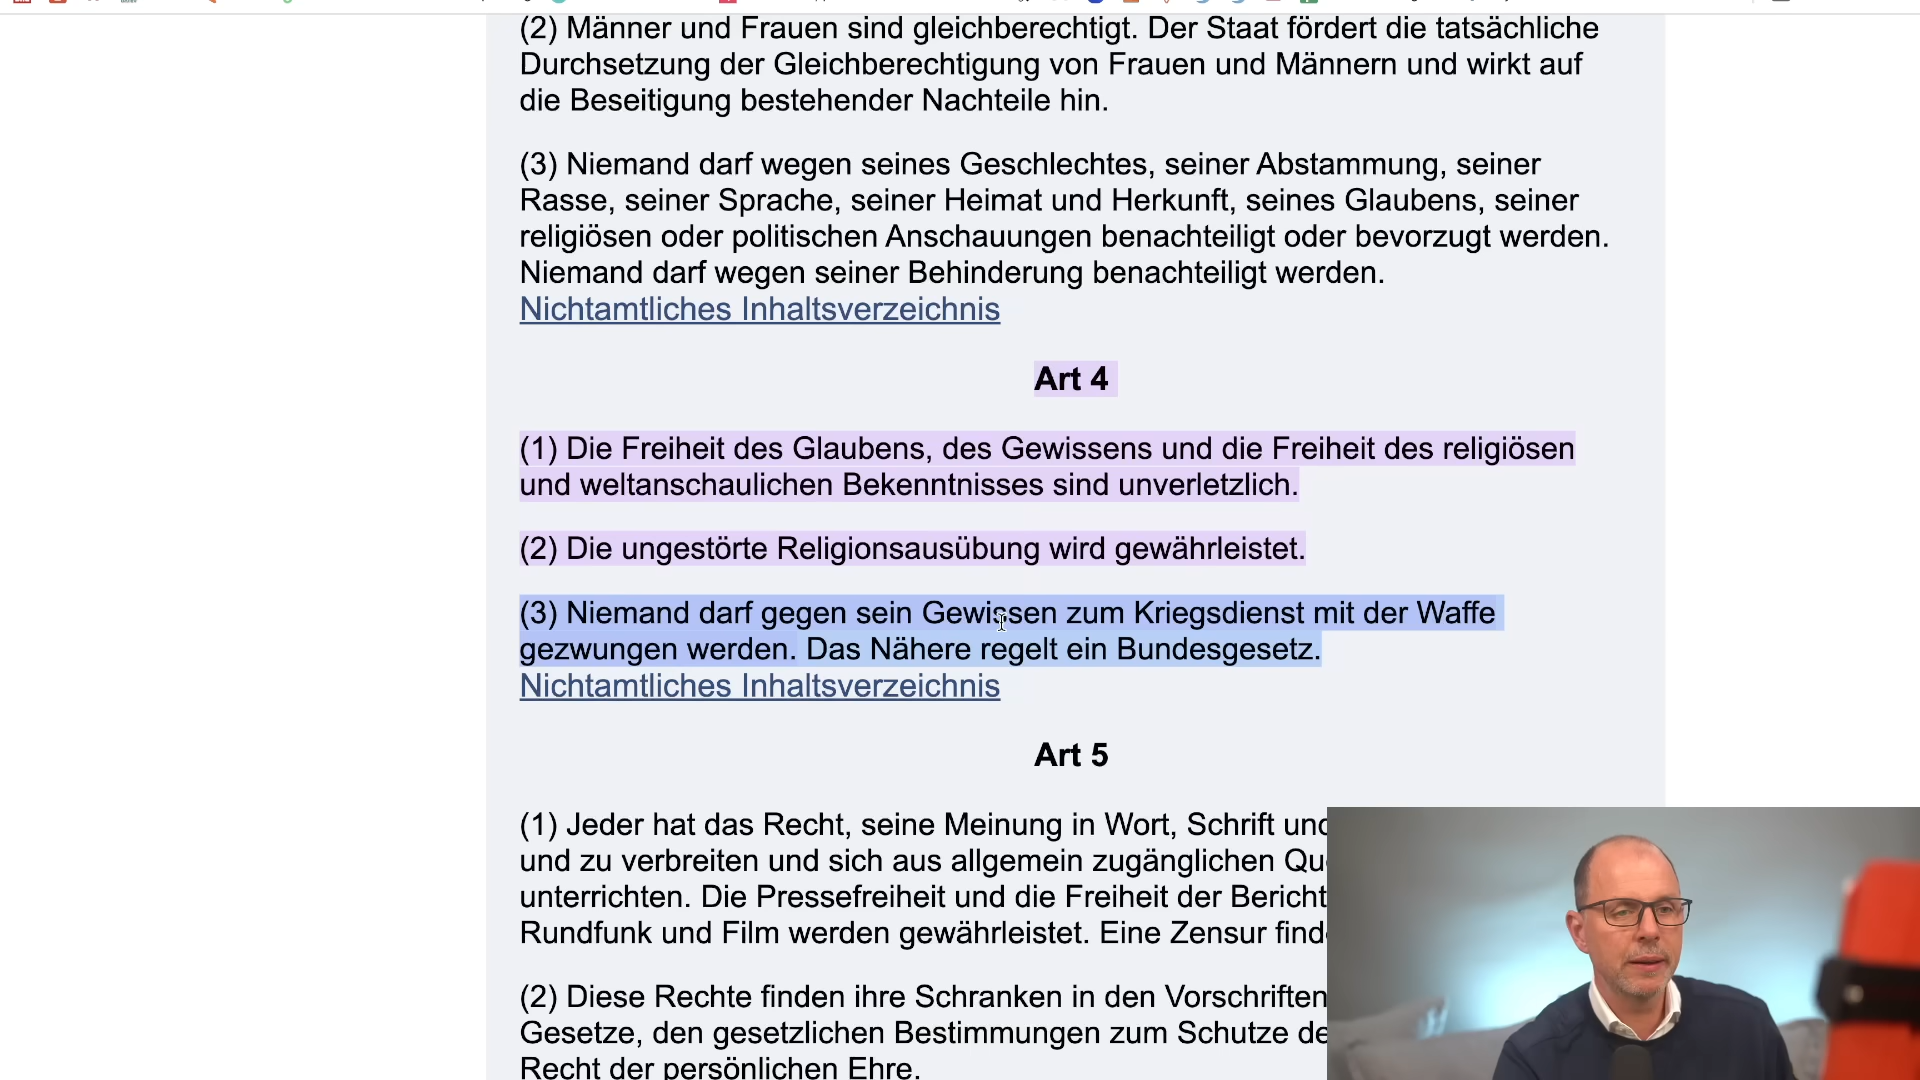 (2) Männer und Frauen sind gleichberechtigt. Der Staat fördert die tatsächliche
Durchsetzung der Gleichberechtigung von Frauen und Männern und wirkt auf
die Beseitigung bestehender Nachteile hin.
(3) Niemand darf wegen seines Geschlechtes, seiner Abstammung, seiner
Rasse, seiner Sprache, seiner Heimat und Herkunft, seines Glaubens, seiner
religiösen oder politischen Anschauungen benachteiligt oder bevorzugt werden.
Niemand darf wegen seiner Behinderung benachteiligt werden.
Nichtamtliches Inhaltsverzeichnis
Art 4
(1) Die Freiheit des Glaubens, des Gewissens und die Freiheit des religiösen
und weltanschaulichen Bekenntnisses sind unverletzlich.
(2) Die ungestörte Religionsausübung wird gewährleistet.
(3) Niemand darf gegen sein Gewissen zum Kriegsdienst mit der Waffe
gezwungen werden. Das Nähere regelt ein Bundesgesetz.
Nichtamtliches Inhaltsverzeichnis
Art 5
(1) Jeder hat das Recht, seine Meinung in Wort, Schrift und
und zu verbreiten und sich aus allgemein zugänglichen Qu
unterrichten. Die Pressefreiheit und die Freiheit der Bericht
Rundfunk und Film werden gewährleistet. Eine Zensur find
(2) Diese Rechte finden ihre Schranken in den Vorschriften
Gesetze, den gesetzlichen Bestimmungen zum Schutze de
Recht der persönlichen Ehre.